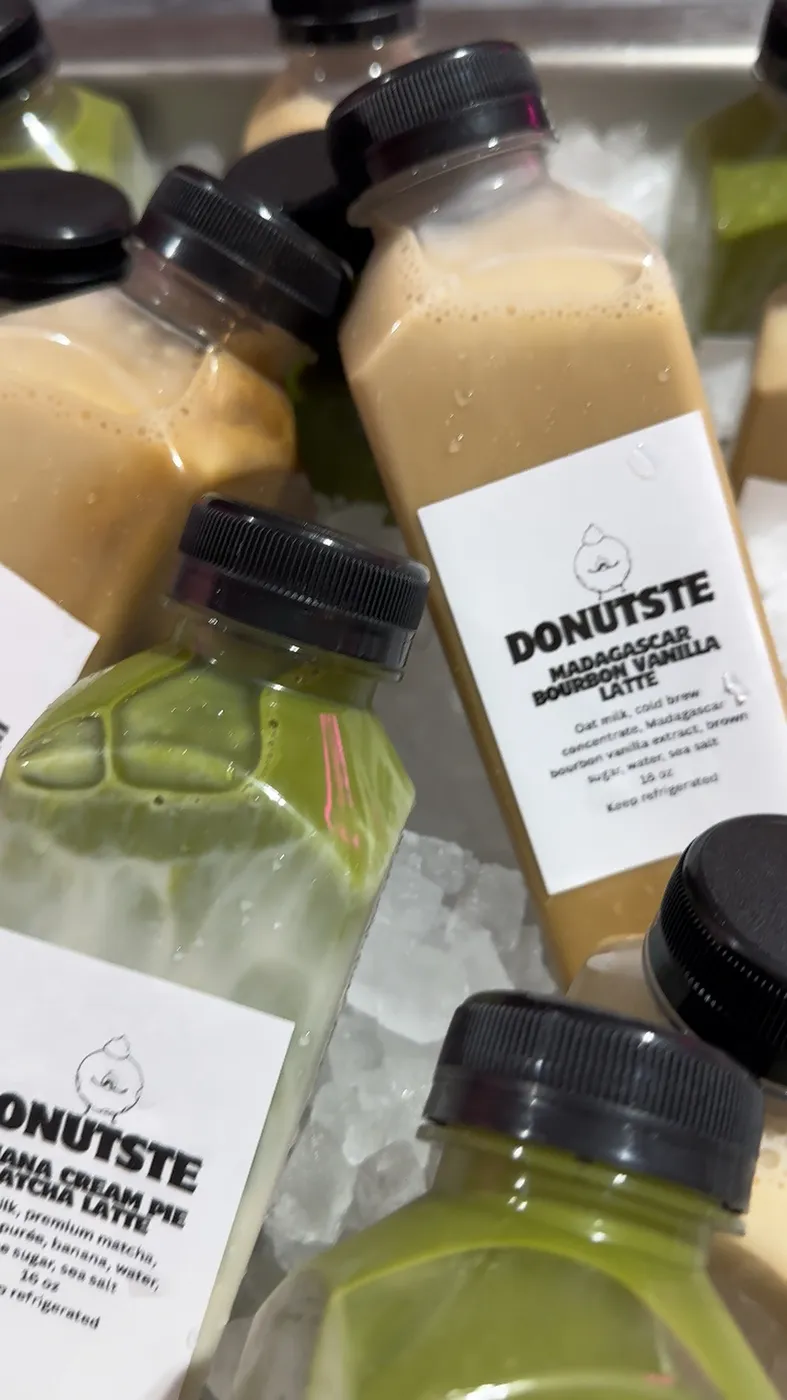 DONUTSTE
MADAGASCAR
BOURBON VANILLA
LATTE
Oat milk, cold brew
concentrate, Madagascar
bourbon vanilla extract, brown
sugar, water, sea salt
16 oz
Keep refrigerated
ONUTSTE
ANA CREAM PIE
ATCHA LATTE
ilk, premium matcha,
purée, banana, water,
e sugar, sea salt
16 oz
p refrigerated